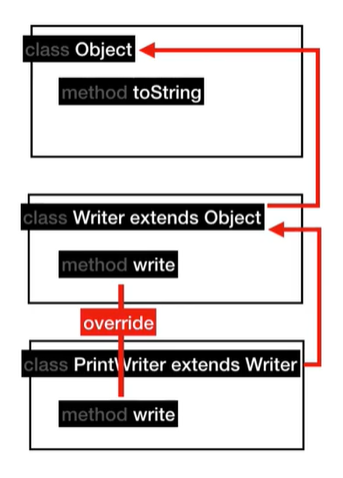 class Object
method toString
class Writer extends Object
method write
override
class PrintWriter extends Writer
method write